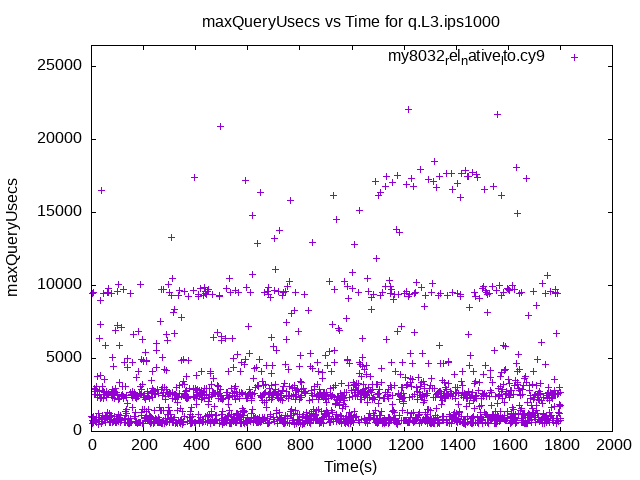 maxQueryUsecs vs Time for q.L3.ips1000
my8032relnativelto.cy9
25000
20000
15000
10000
5000
0
maxQueryUsecs
0 200 400 600 800 1000 1200 1400 1600 1800 2000
Time(s)